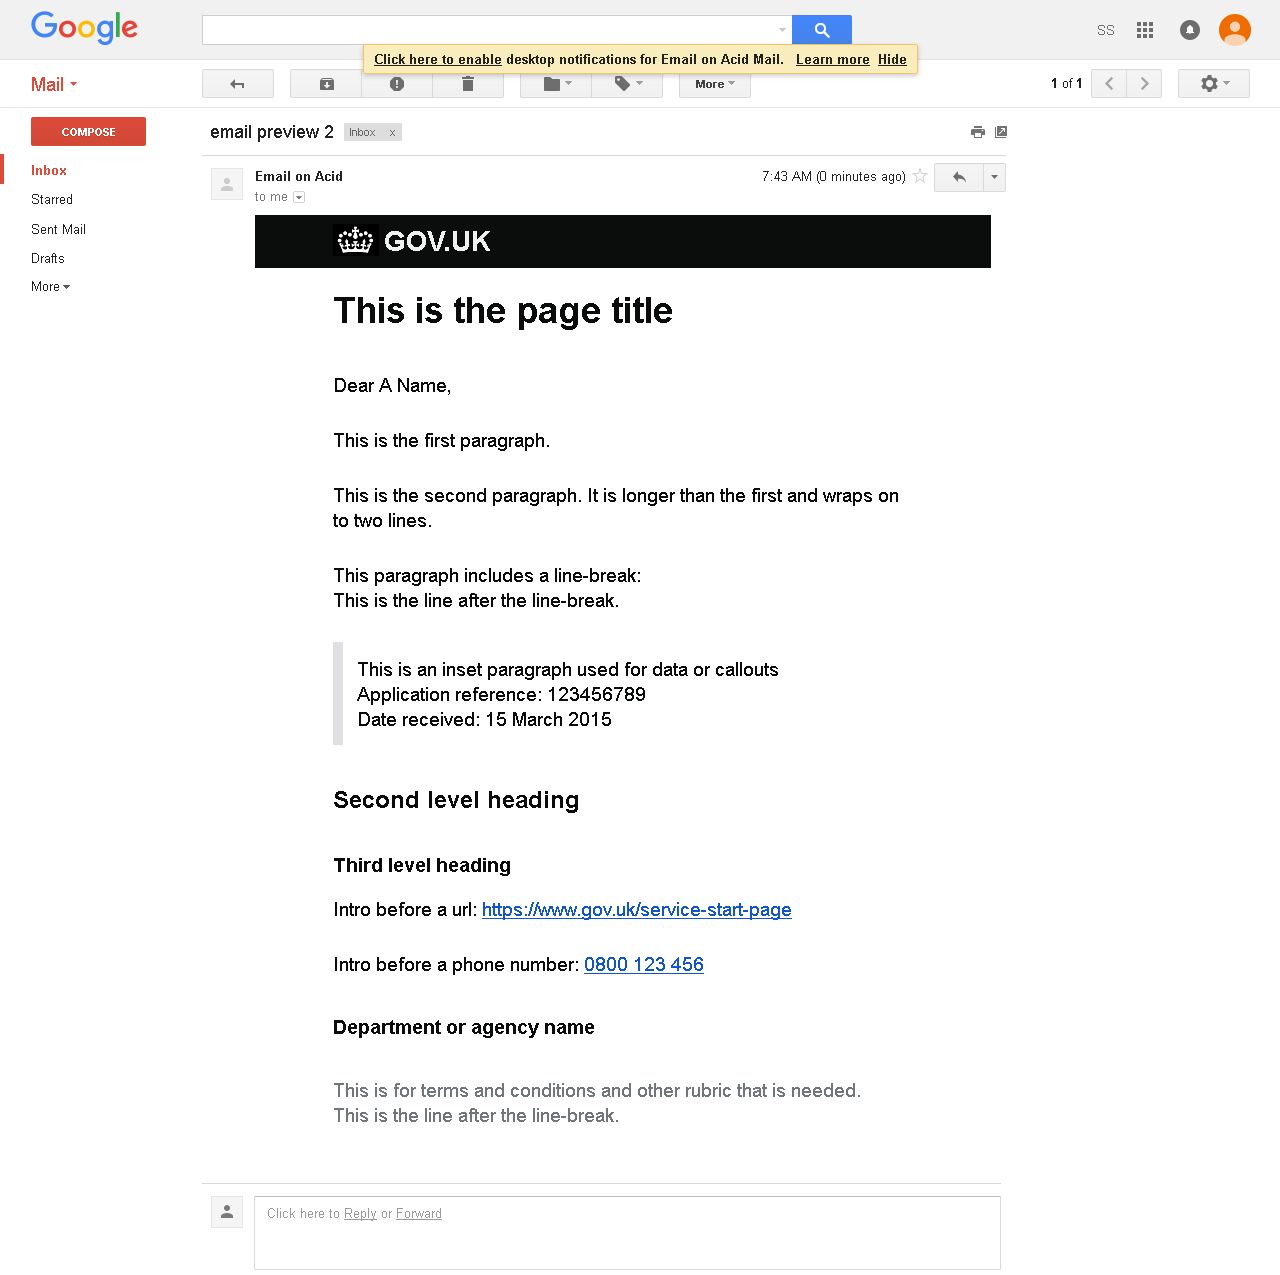 Google
SS
Click here to enable desktop notifications for Email on Acid Mail. Learn more Hide
Mail
More
1 of 1
COMPOSE
email preview 2
Inbox x
Inbox
Email on Acid
7:43 AM (0 minutes ago)
to me
Starred
Sent Mail
Drafts
More
GOV.UK
This is the page title
Dear A Name,
This is the first paragraph.
This is the second paragraph. It is longer than the first and wraps on
to two lines.
This paragraph includes a line-break:
This is the line after the line-break.
This is an inset paragraph used for data or callouts
Application reference: 123456789
Date received: 15 March 2015
Second level heading
Third level heading
Intro before a url: https://www.gov.uk/service-start-page
Intro before a phone number: 0800 123 456
Department or agency name
This is for terms and conditions and other rubric that is needed.
This is the line after the line-break.
Click here to Reply or Forward